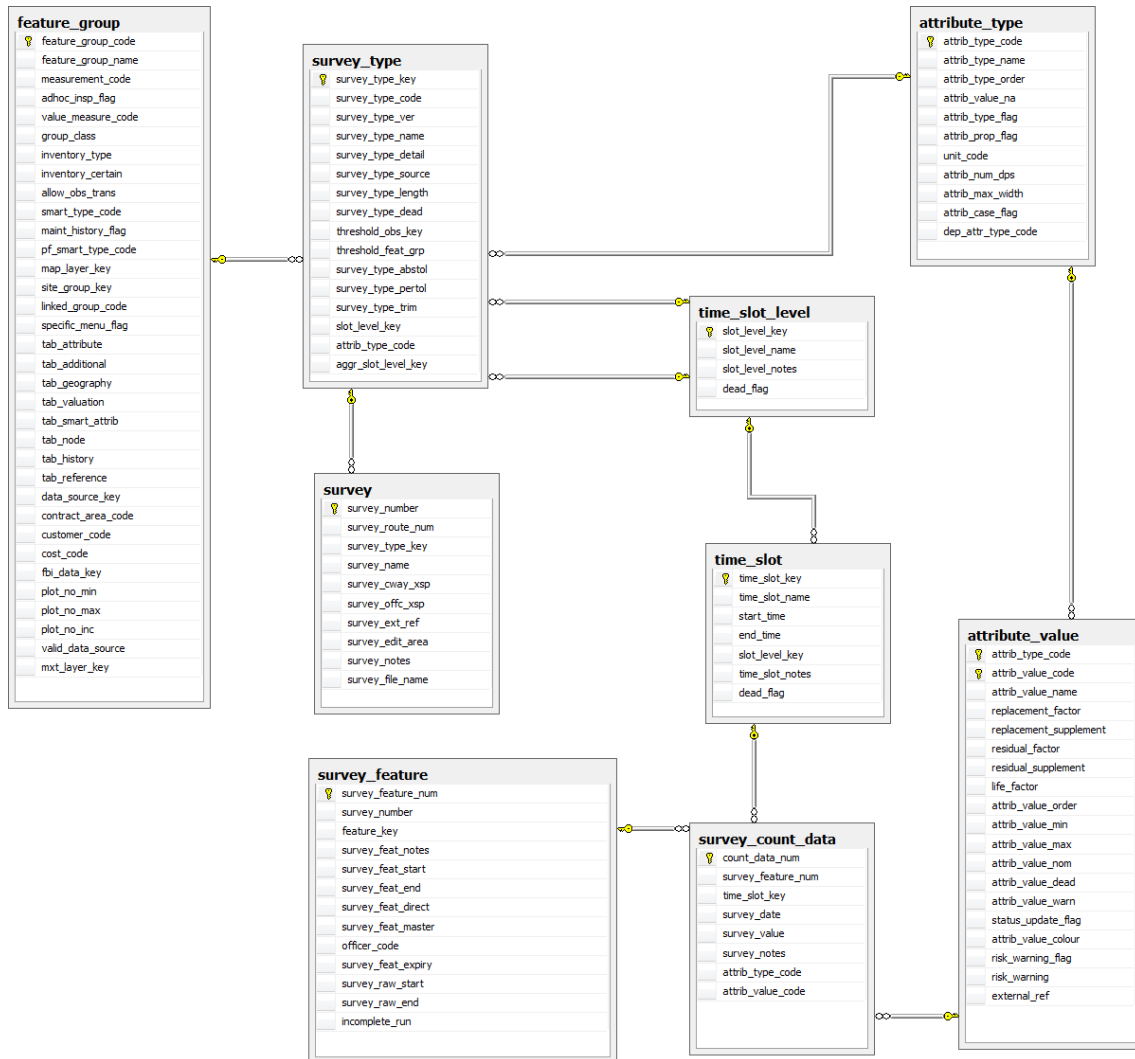 feature_group
feature_group_code
feature_group_name
measurement_code
adhoc_insp_flag
value_measure_code
group_class
inventory_type
inventory_certain
allow_obs_trans
smart_type_code
maint_history_flag
pf_smart_type_code
map_layer_key
site_group_key
linked_group_code
specific_menu_flag
tab_attribute
tab_additional
tab_geography
tab_valuation
tab_smart_attrib
tab_node
tab_history
tab_reference
data_source_key
contract_area_code
customer_code
cost_code
fbi_data_key
plot_no_min
plot_no_max
plot_no_inc
valid_data_source
mxt_layer_key
survey_type
survey_type_key
survey_type_code
survey_type_ver
survey_type_name
survey_type_detail
survey_type_source
survey_type_length
survey_type_dead
threshold_obs_key
threshold_feat_grp
survey_type_abstol
survey_type_pertol
survey_type_trim
slot_level_key
attrib_type_code
aggr_slot_level_key
attribute_type
attrib_type_code
attrib_type_name
attrib_type_order
attrib_value_na
attrib_type_flag
attrib_prop_flag
unit_code
attrib_num_dps
attrib_max_width
attrib_case_flag
dep_attr_type_code
time_slot_level
slot_level_key
slot_level_name
slot_level_notes
dead_flag
survey
survey_number
survey_route_num
survey_type_key
survey_name
survey_cway_xsp
survey_offc_xsp
survey_ext_ref
survey_edit_area
survey_notes
survey_file_name
time_slot
time_slot_key
time_slot_name
start_time
end_time
slot_level_key
time_slot_notes
dead_flag
attribute_value
attrib_type_code
attrib_value_code
attrib_value_name
replacement_factor
replacement_supplement
residual_factor
residual_supplement
life_factor
attrib_value_order
attrib_value_min
attrib_value_max
attrib_value_nom
attrib_value_dead
attrib_value_warn
status_update_flag
attrib_value_colour
risk_warning_flag
risk_warning
external_ref
survey_feature
survey_feature_num
survey_number
feature_key
survey_feat_notes
survey_feat_start
survey_feat_end
survey_feat_direct
survey_feat_master
officer_code
survey_feat_expiry
survey_raw_start
survey_raw_end
incomplete_run
survey_count_data
count_data_num
survey_feature_num
time_slot_key
survey_date
survey_value
survey_notes
attrib_type_code
attrib_value_code